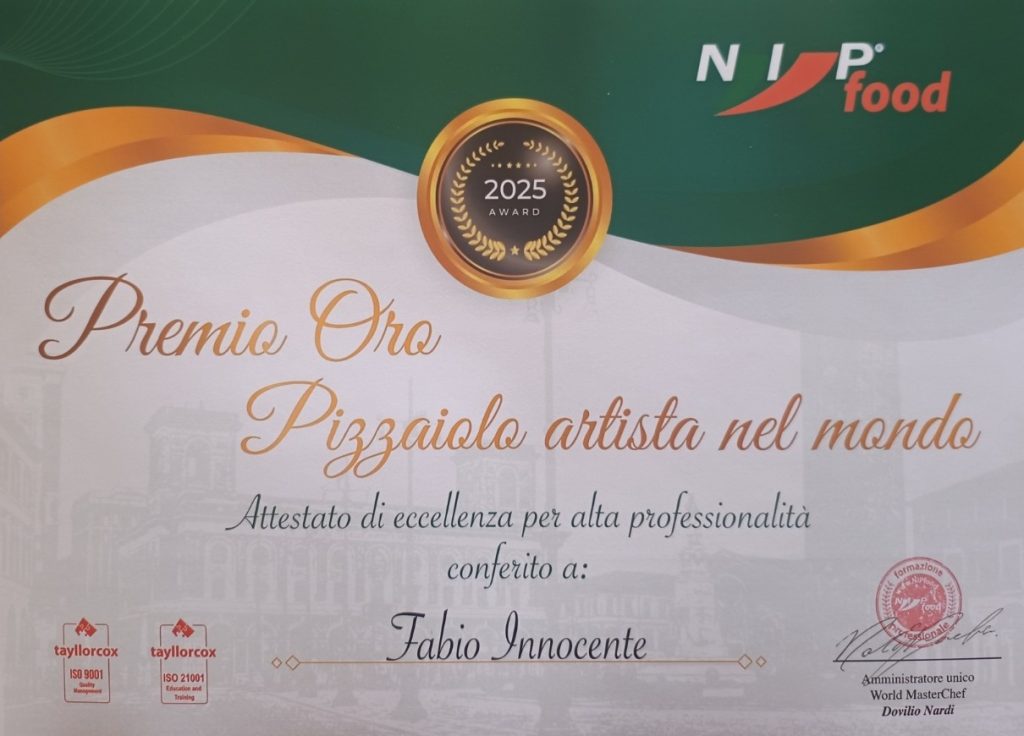 NIP®
food
2025
AWARD
Premio Oro
Pizzaiolo artista nel mondo
Attestato di eccellenza per alta professionalità
conferito a:
Fabio Innocente
formazione
NIP food
professionale
tayllorcox
ISO 9001
Quality
Management
tayllorcox
ISO 21001
Education and
Training
Amministratore unico
World MasterChef
Dovilio Nardi